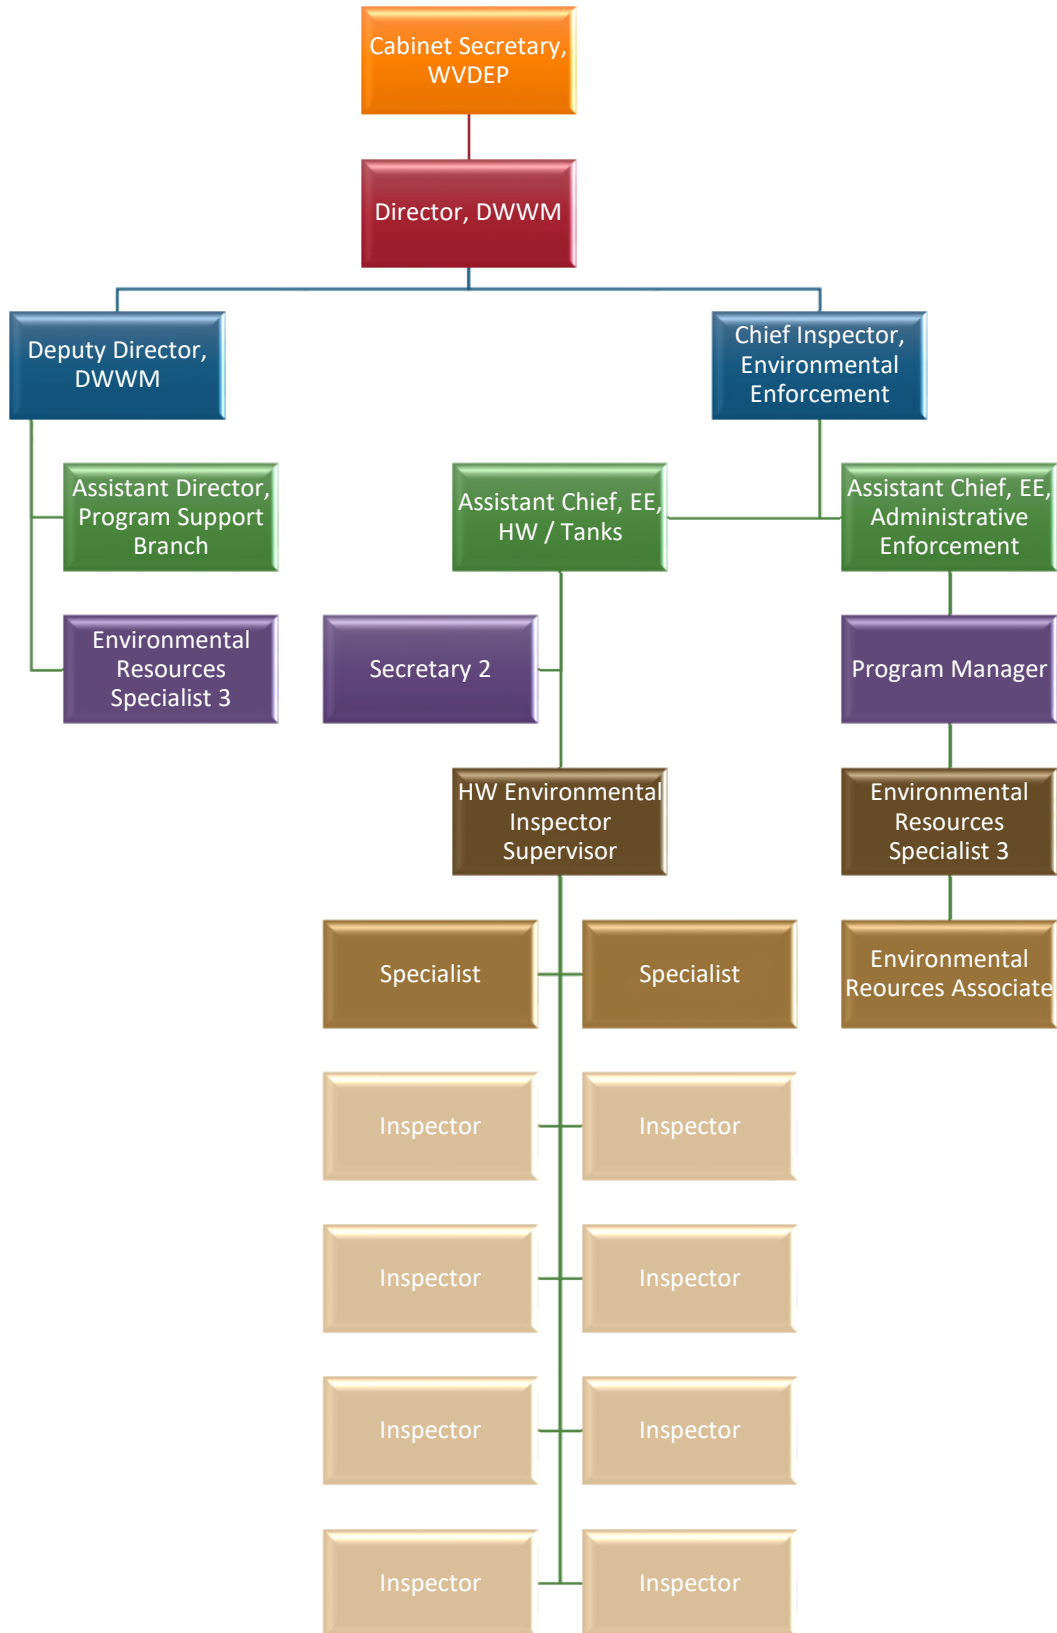 Cabinet Secretary,
WVDEP
Director, DWWM
Deputy Director,
DWWM
Chief Inspector,
Environmental
Enforcement
Assistant Director,
Program Support
Branch
Assistant Chief, EE,
HW / Tanks
Assistant Chief, EE,
Administrative
Enforcement
Environmental
Resources
Specialist 3
Secretary 2
Program Manager
HW Environmental
Inspector
Supervisor
Environmental
Resources
Specialist 3
Specialist
Specialist
Environmental
Reources Associate
Inspector
Inspector
Inspector
Inspector
Inspector
Inspector
Inspector
Inspector